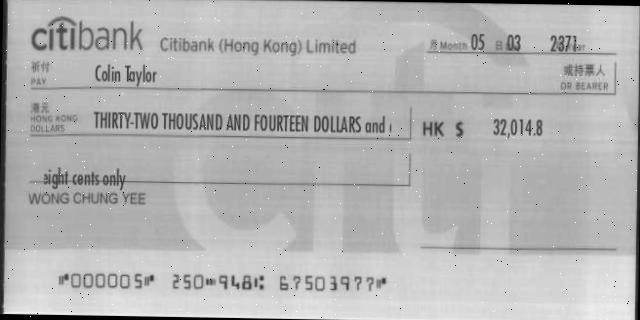 citibank Citibank (Hong Kong) Limited
月 Month 05 日 03 2371
祈付 Colin Taylor 或持票人
PAY OR BEARER
港元
HONG KONG DOLLARS THIRTY-TWO THOUSAND AND FOURTEEN DOLLARS and HK $ 32,014.8
eight cents only
WONG CHUNG YEE
⑈000005⑈ 250⑉948⑆ 67503977⑈